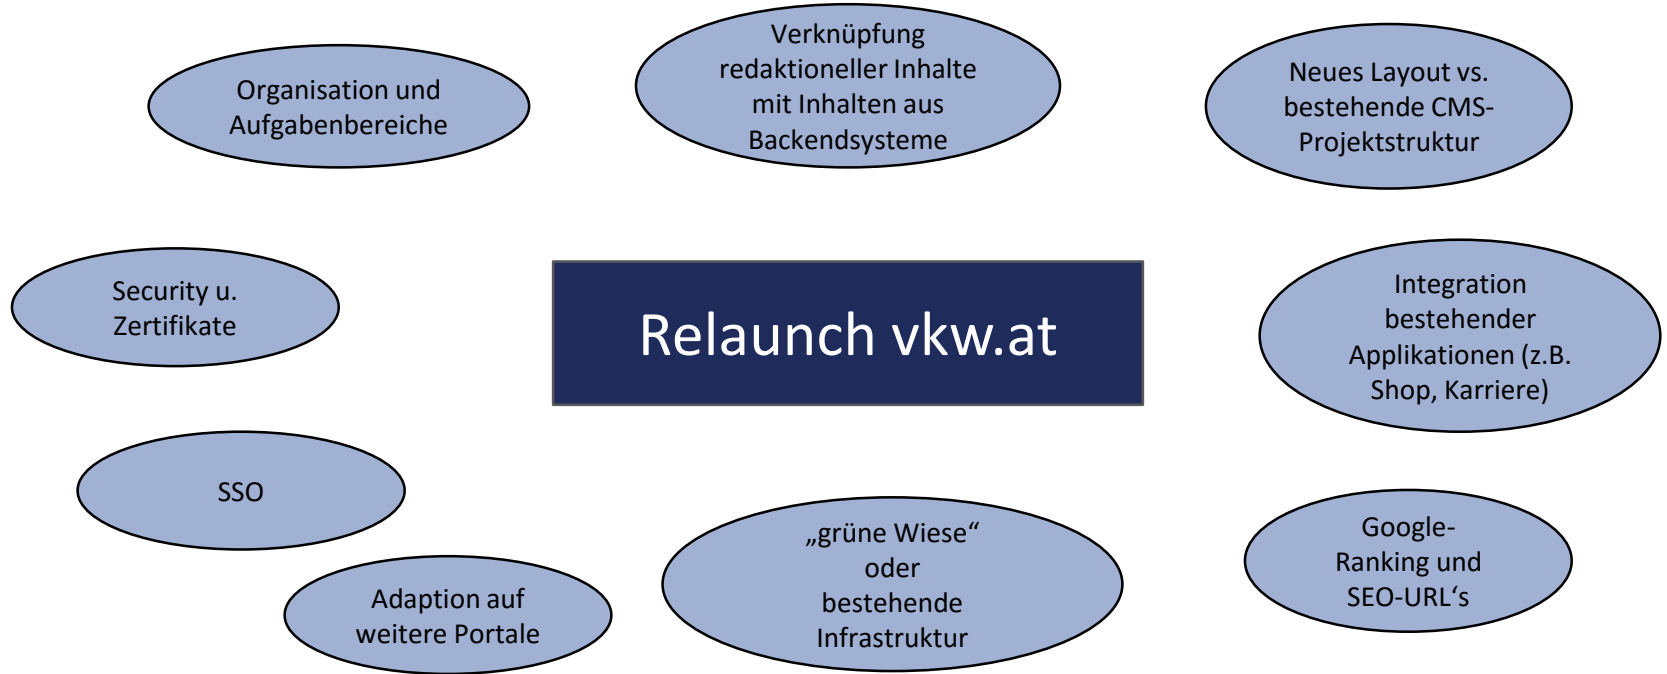 Organisation und
Aufgabenbereiche
Verknüpfung
redaktioneller Inhalte
mit Inhalten aus
Backendsysteme
Neues Layout vs.
bestehende CMS-
Projektstruktur
Security u.
Zertifikate
Relaunch vkw.at
Integration
bestehender
Applikationen (z.B.
Shop, Karriere)
SSO
„grüne Wiese“
oder
bestehende
Infrastruktur
Google-
Ranking und
SEO-URL‘s
Adaption auf
weitere Portale